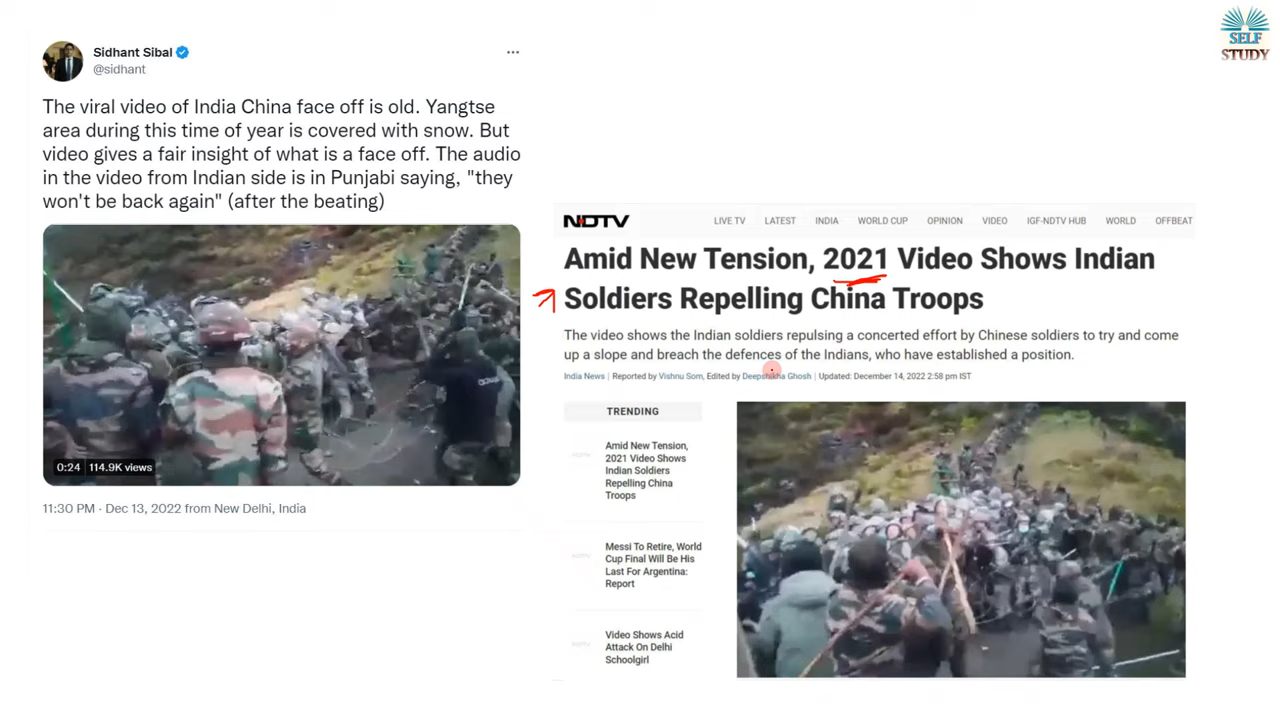 SELF
STUDY
Sidhant Sibal
@sidhant
The viral video of India China face off is old. Yangtse
area during this time of year is covered with snow. But
video gives a fair insight of what is a face off. The audio
in the video from Indian side is in Punjabi saying, "they
won't be back again" (after the beating)
0:24 114.9K views
11:30 PM · Dec 13, 2022 from New Delhi, India
NDTV
LIVE TV LATEST INDIA WORLD CUP OPINION VIDEO IGF-NDTV HUB WORLD OFFBEAT
Amid New Tension, 2021 Video Shows Indian
Soldiers Repelling China Troops
The video shows the Indian soldiers repulsing a concerted effort by Chinese soldiers to try and come
up a slope and breach the defences of the Indians, who have established a position.
India News | Reported by Vishnu Som, Edited by Deepshikha Ghosh | Updated: December 14, 2022 2:58 pm IST
TRENDING
Amid New Tension,
2021 Video Shows
Indian Soldiers
Repelling China
Troops
Messi To Retire, World
Cup Final Will Be His
Last For Argentina:
Report
Video Shows Acid
Attack On Delhi
Schoolgirl